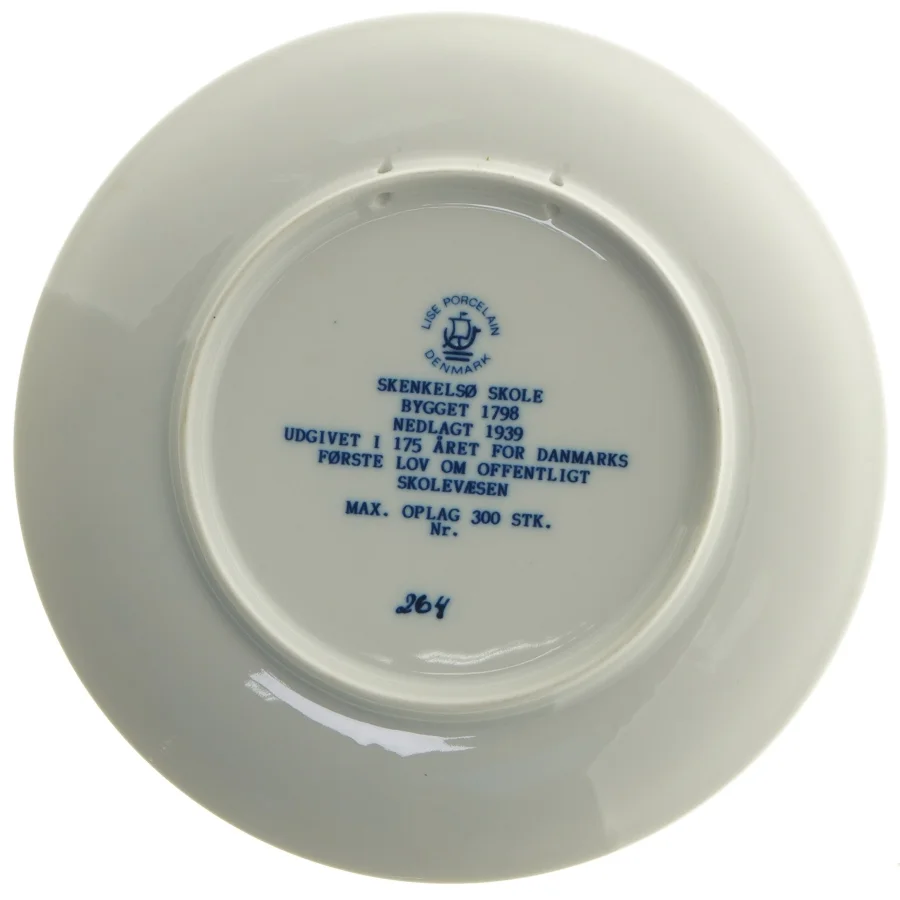 LISE PORCELAIN
DENMARK
SKENKELSØ SKOLE
BYGGET 1798
NEDLAGT 1939
UDGIVET I 175 ÅRET FOR DANMARKS
FØRSTE LOV OM OFFENTLIGT
SKOLEVÆSEN
MAX. OPLAG 300 STK.
Nr.
264